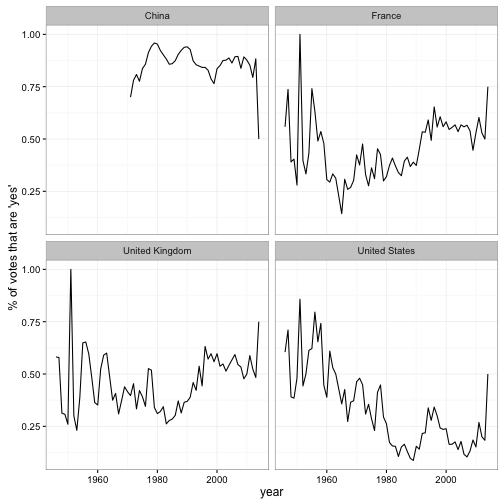 China
France
1.00
0.75
0.50
0.25
United Kingdom
United States
1.00
0.75
0.50
0.25
1960
1980
2000
1960
1980
2000
year
% of votes that are 'yes'